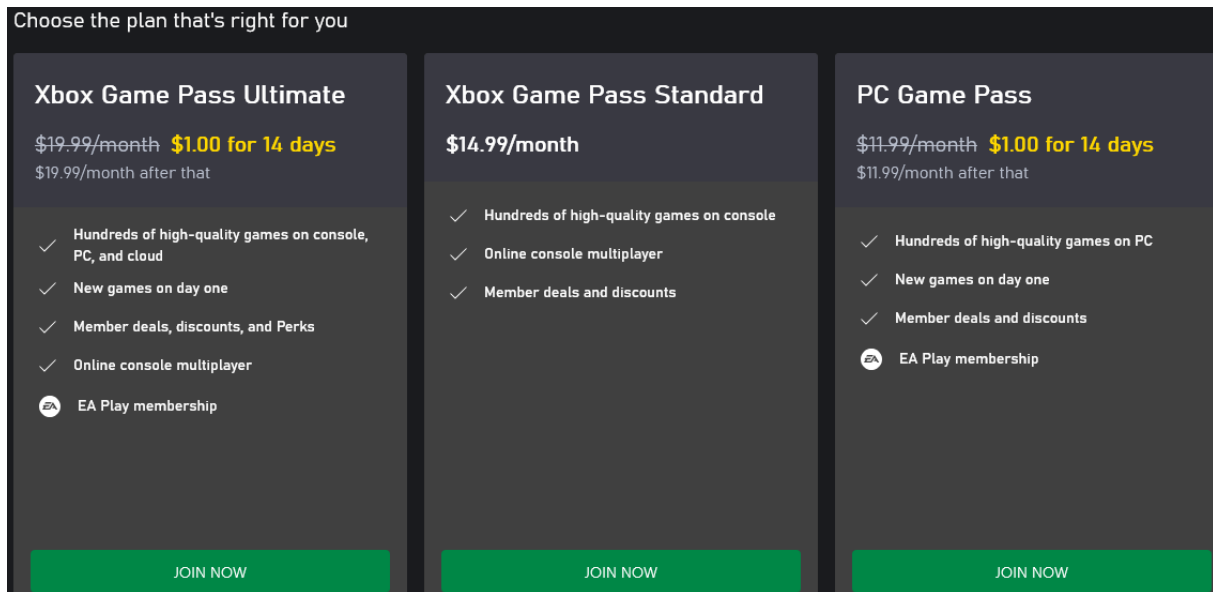 Choose the plan that's right for you
Xbox Game Pass Ultimate
$19.99/month $1.00 for 14 days
$19.99/month after that
Hundreds of high-quality games on console,
PC, and cloud
New games on day one
Member deals, discounts, and Perks
Online console multiplayer
EA EA Play membership
JOIN NOW
Xbox Game Pass Standard
$14.99/month
Hundreds of high-quality games on console
Online console multiplayer
Member deals and discounts
JOIN NOW
PC Game Pass
$11.99/month $1.00 for 14 days
$11.99/month after that
Hundreds of high-quality games on PC
New games on day one
Member deals and discounts
EA EA Play membership
JOIN NOW